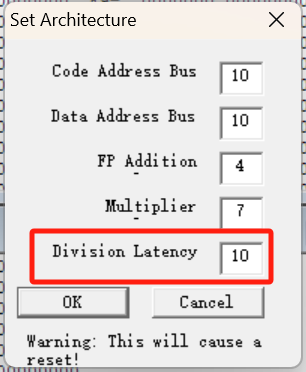 Set Architecture
Code Address Bus 10
Data Address Bus 10
FP Addition 4
Multiplier 7
Division Latency 10
OK Cancel
Warning: This will cause a
reset!